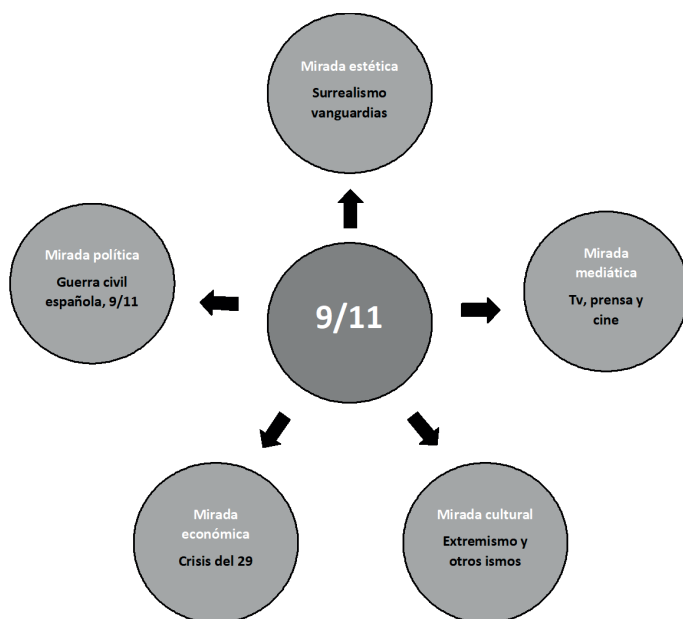 Mirada estética
Surrealismo
vanguardias
Mirada política
Guerra civil
española, 9/11
9/11
Mirada
mediática
Tv, prensa y
cine
Mirada
económica
Crisis del 29
Mirada cultural
Extremismo y
otros ismos